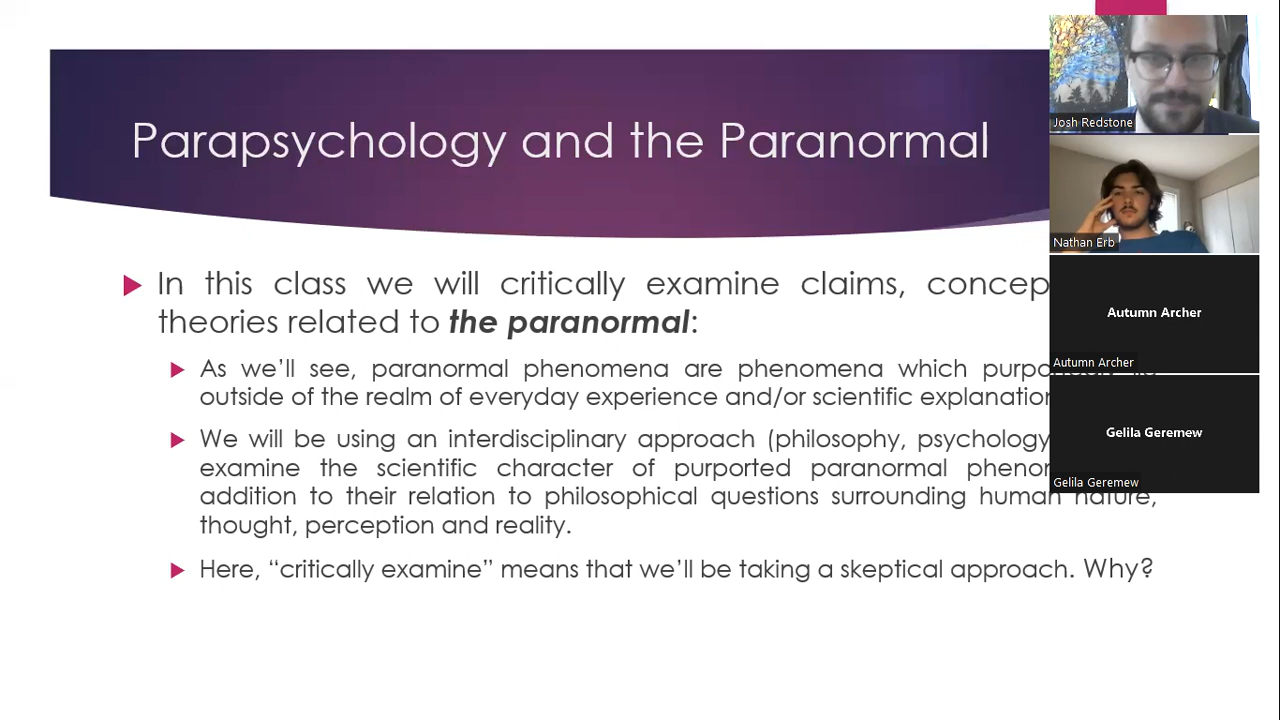 Parapsychology and the Paranormal
In this class we will critically examine claims,
theories related to the paranormal:
As we’ll see, paranormal phenomena are phenomena which
outside of the realm of everyday experience and/or scientific
We will be using an interdisciplinary approach (philosophy, psychology
examine the scientific character of purported paranormal
addition to their relation to philosophical questions surrounding human nature,
thought, perception and reality.
Here, “critically examine” means that we’ll be taking a skeptical approach. Why?
Josh Redstone
Nathan Erb
Autumn Archer
Autumn Archer
Gelila Geremew
Gelila Geremew